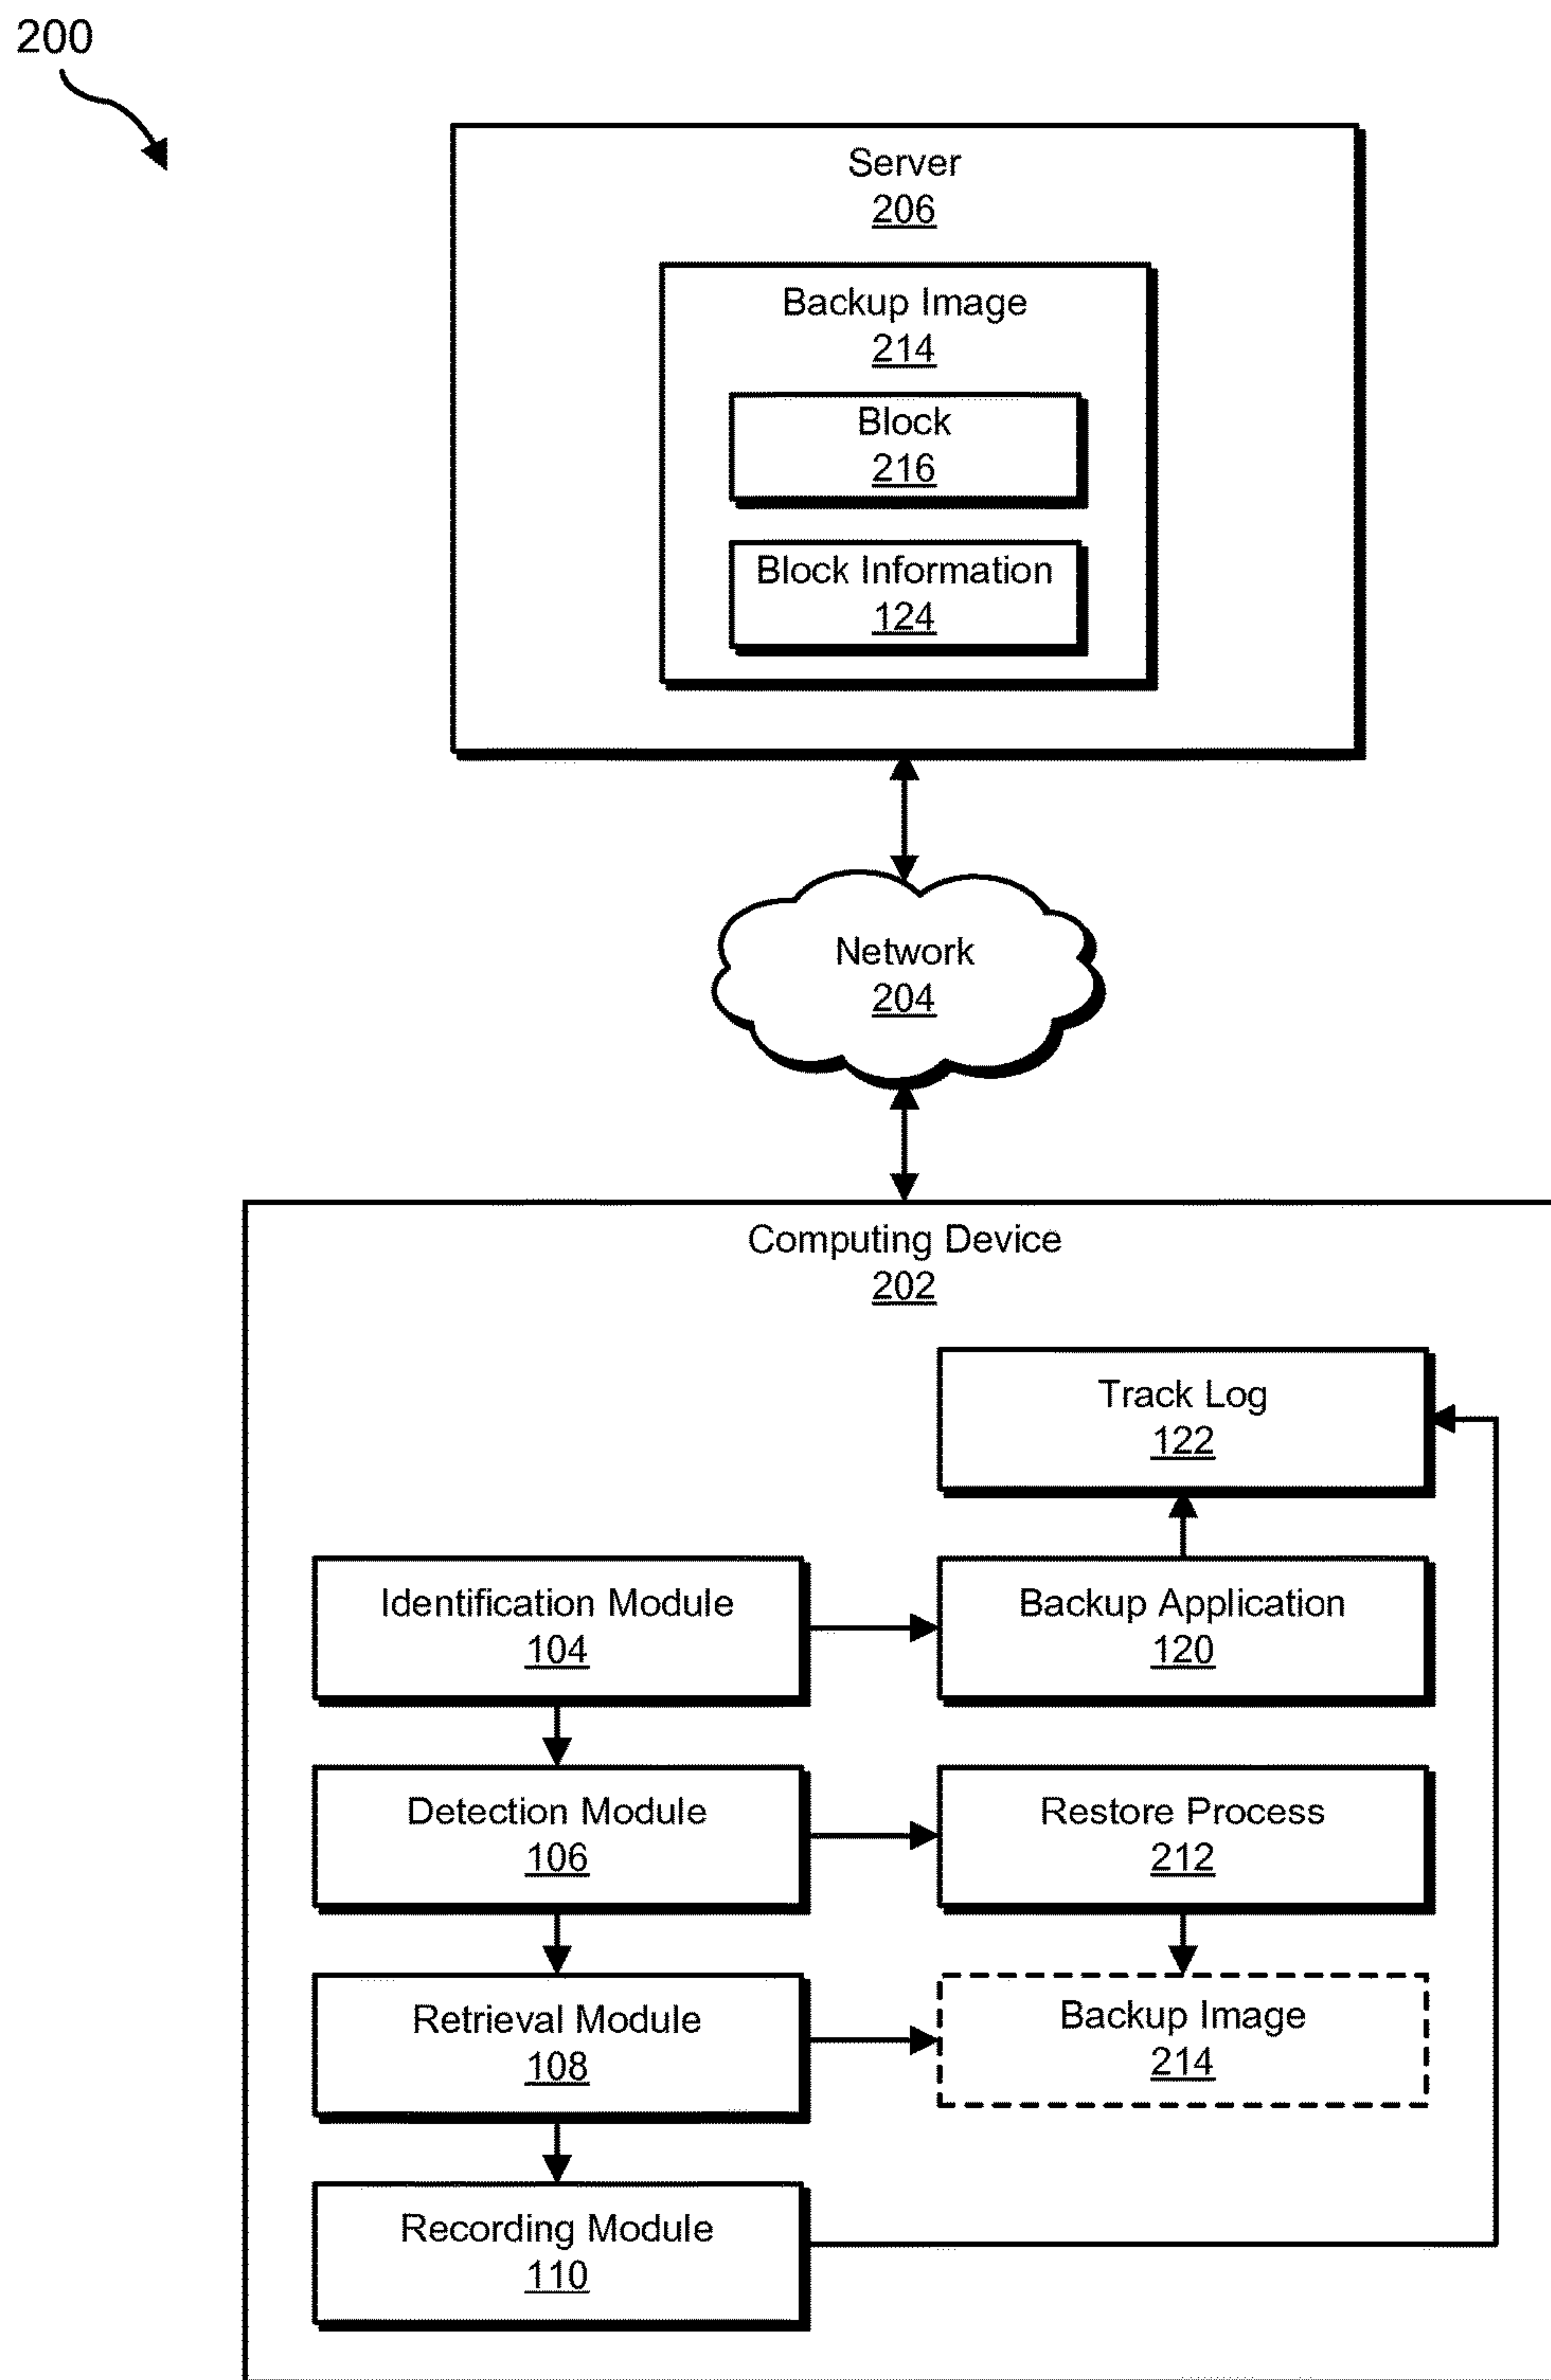 200
Server
206
Backup Image
214
Block
216
Block Information
124
Network
204
Computing Device
202
Track Log
122
Identification Module
104
Backup Application
120
Detection Module
106
Restore Process
212
Retrieval Module
108
Backup Image
214
Recording Module
110